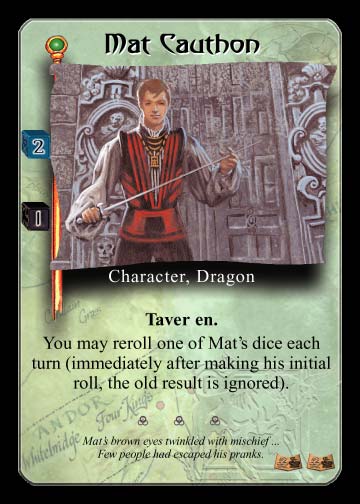 Mat Cauthon
2
1
Character, Dragon
Taver en.
You may reroll one of Mat's dice each
turn (immediately after making his initial
roll, the old result is ignored).
ANDOR
Four Kings
Whitebridge
Mat's brown eyes twinkled with mischief ...
Few people had escaped his pranks.